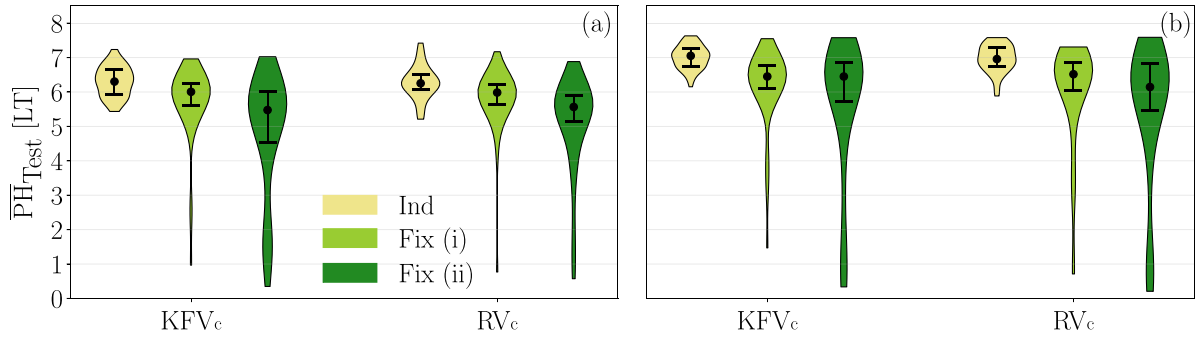 8
7
6
5
4
3
2
1
0
PH̅Test [LT]
(a)
(b)
Ind
Fix (i)
Fix (ii)
KFVc
RVc
KFVc
RVc